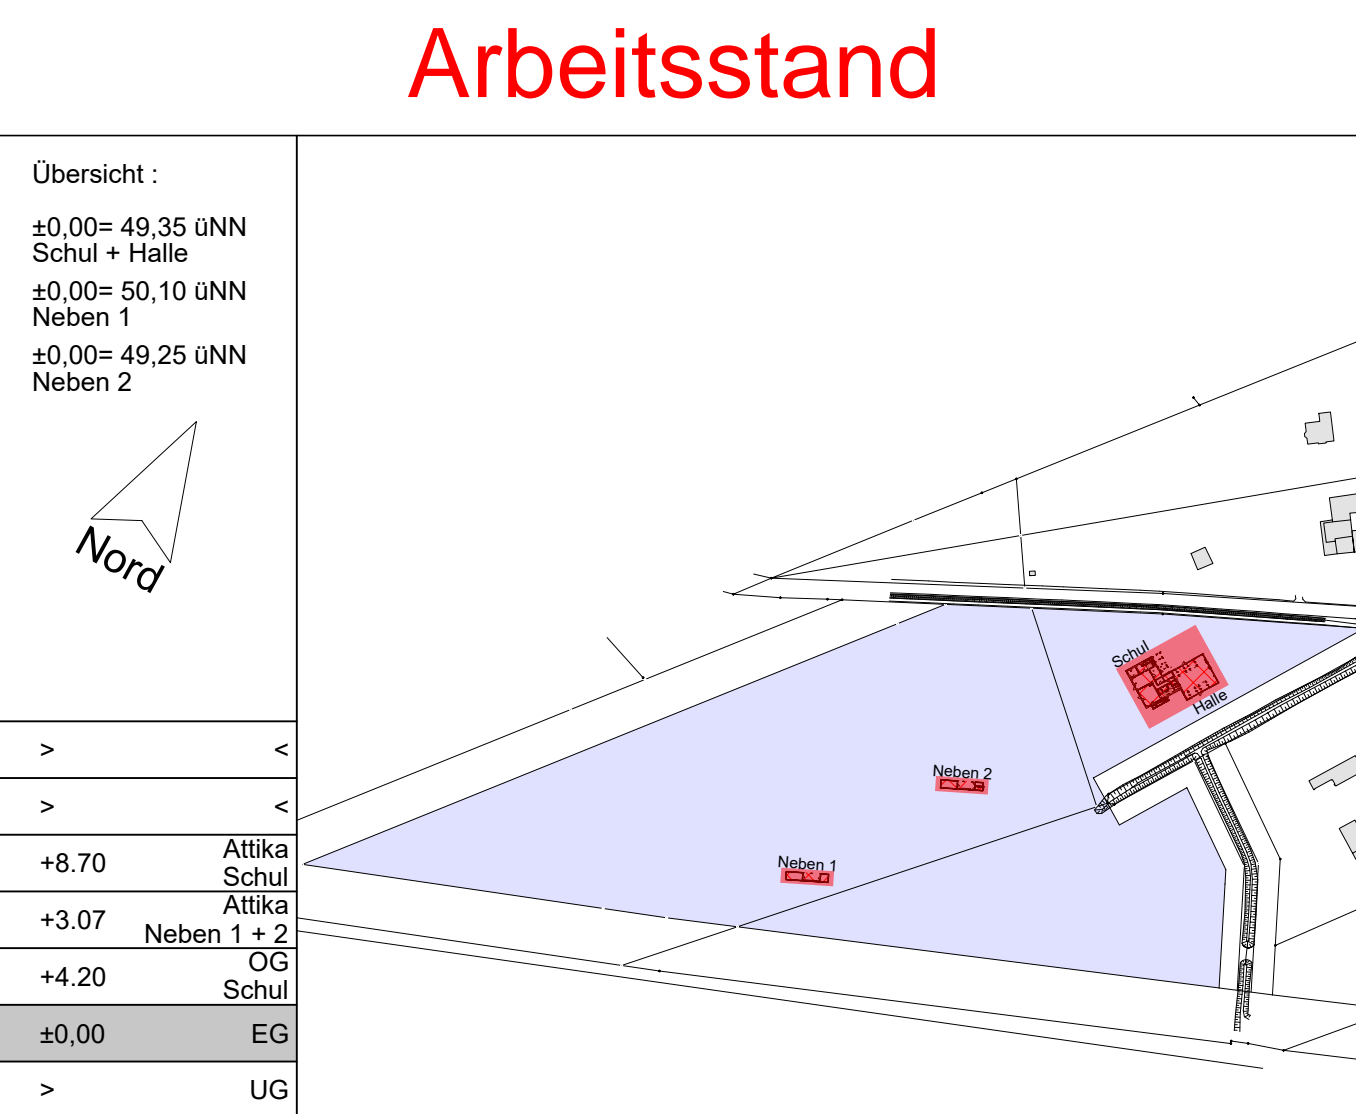 Arbeitsstand
Übersicht :
±0,00= 49,35 üNN
Schul + Halle
±0,00= 50,10 üNN
Neben 1
±0,00= 49,25 üNN
Neben 2
Nord
> <
> <
+8.70 Attika
Schul
+3.07 Attika
Neben 1 + 2
+4.20 OG
Schul
±0,00 EG
> UG
Schul
Halle
Neben 2
Neben 1